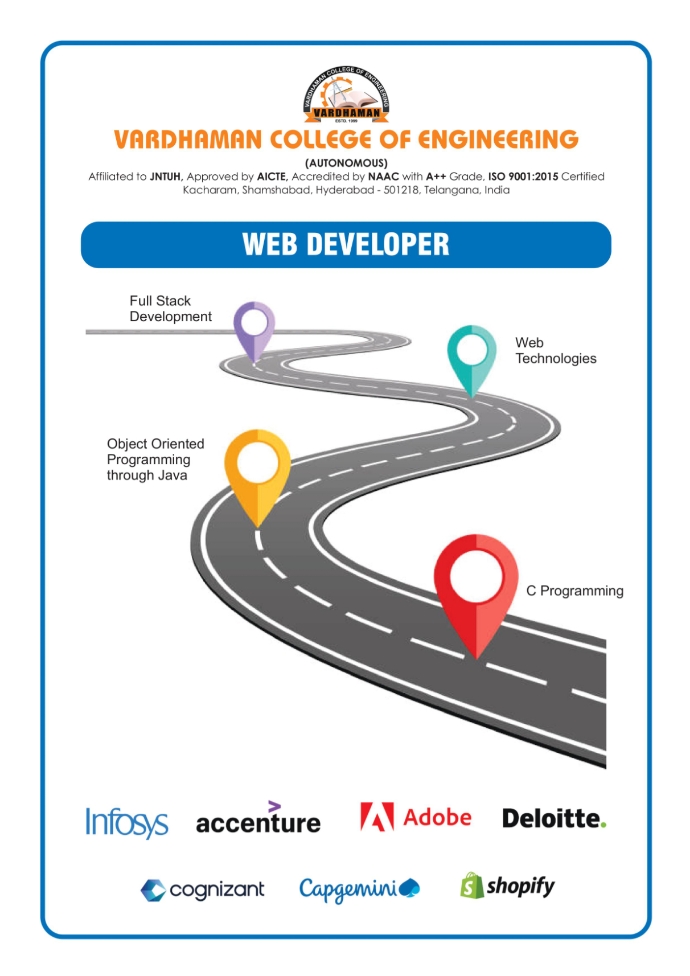 VARDHAMAN COLLEGE OF ENGINEERING
VARDHAMAN
ESTD. 1999
VARDHAMAN COLLEGE OF ENGINEERING
(AUTONOMOUS)
Affiliated to JNTUH, Approved by AICTE, Accredited by NAAC with A++ Grade, ISO 9001:2015 Certified
Kacharam, Shamshabad, Hyderabad - 501218, Telangana, India
WEB DEVELOPER
Full Stack
Development
Web
Technologies
Object Oriented
Programming
through Java
C Programming
Infosys accenture Adobe Deloitte.
cognizant Capgemini shopify